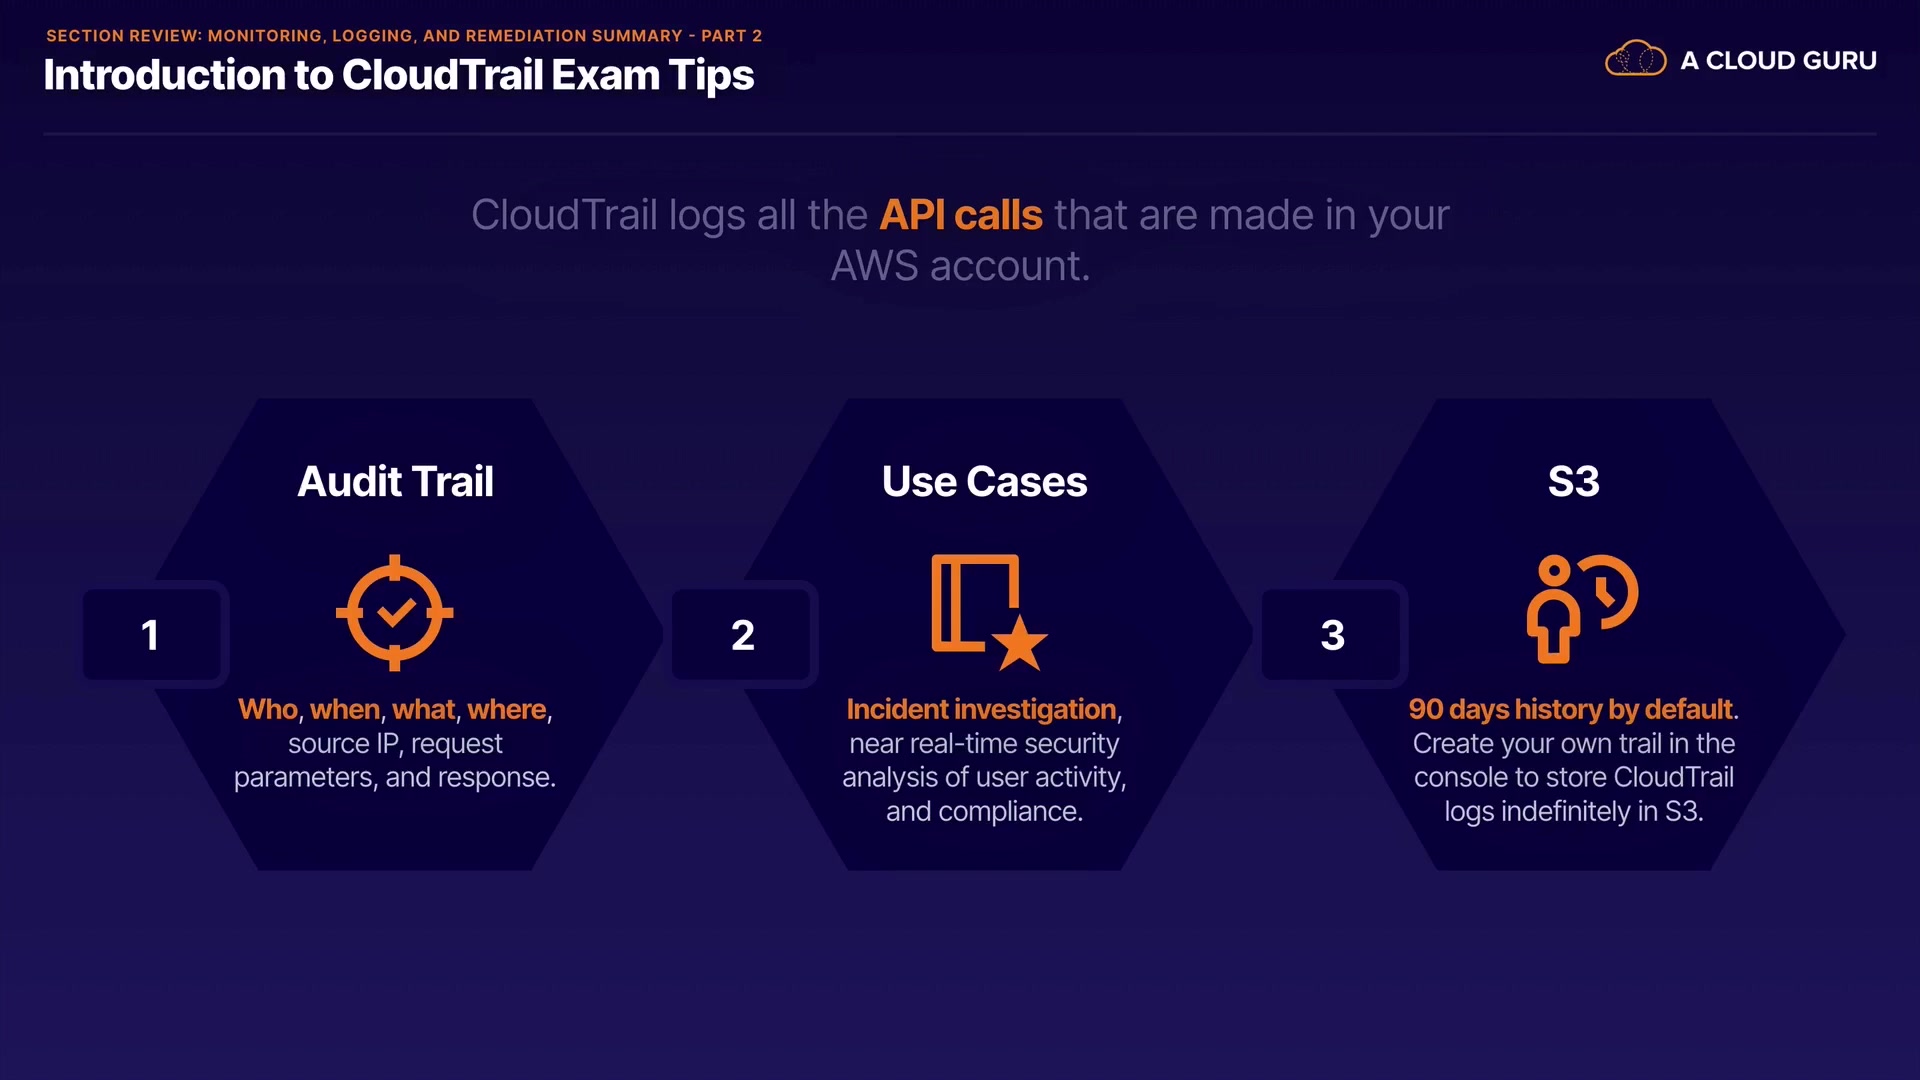 SECTION REVIEW: MONITORING, LOGGING, AND REMEDIATION SUMMARY - PART 2
Introduction to CloudTrail Exam Tips
A CLOUD GURU
CloudTrail logs all the API calls that are made in your
AWS account.
1
Audit Trail
Who, when, what, where,
source IP, request
parameters, and response.
2
Use Cases
Incident investigation,
near real-time security
analysis of user activity,
and compliance.
3
S3
90 days history by default.
Create your own trail in the
console to store CloudTrail
logs indefinitely in S3.